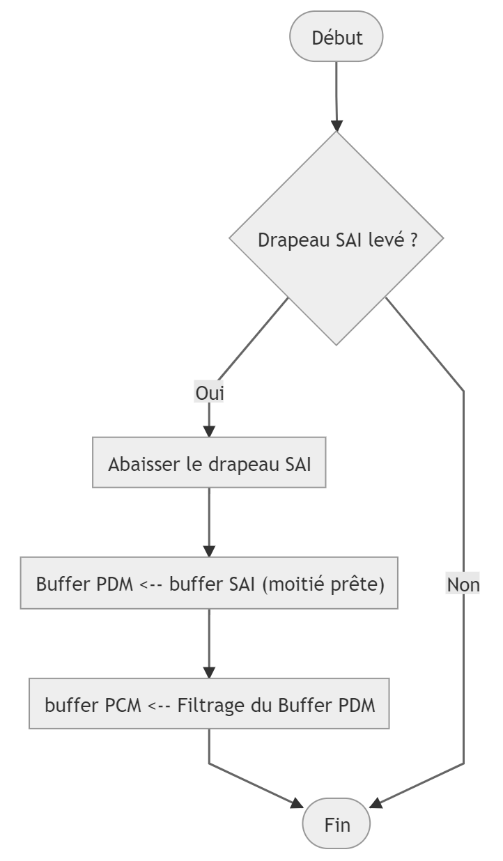 Début
Drapeau SAI levé ?
Oui
Abaisser le drapeau SAI
Buffer PDM <-- buffer SAI (moitié prête)
Non
buffer PCM <-- Filtrage du Buffer PDM
Fin